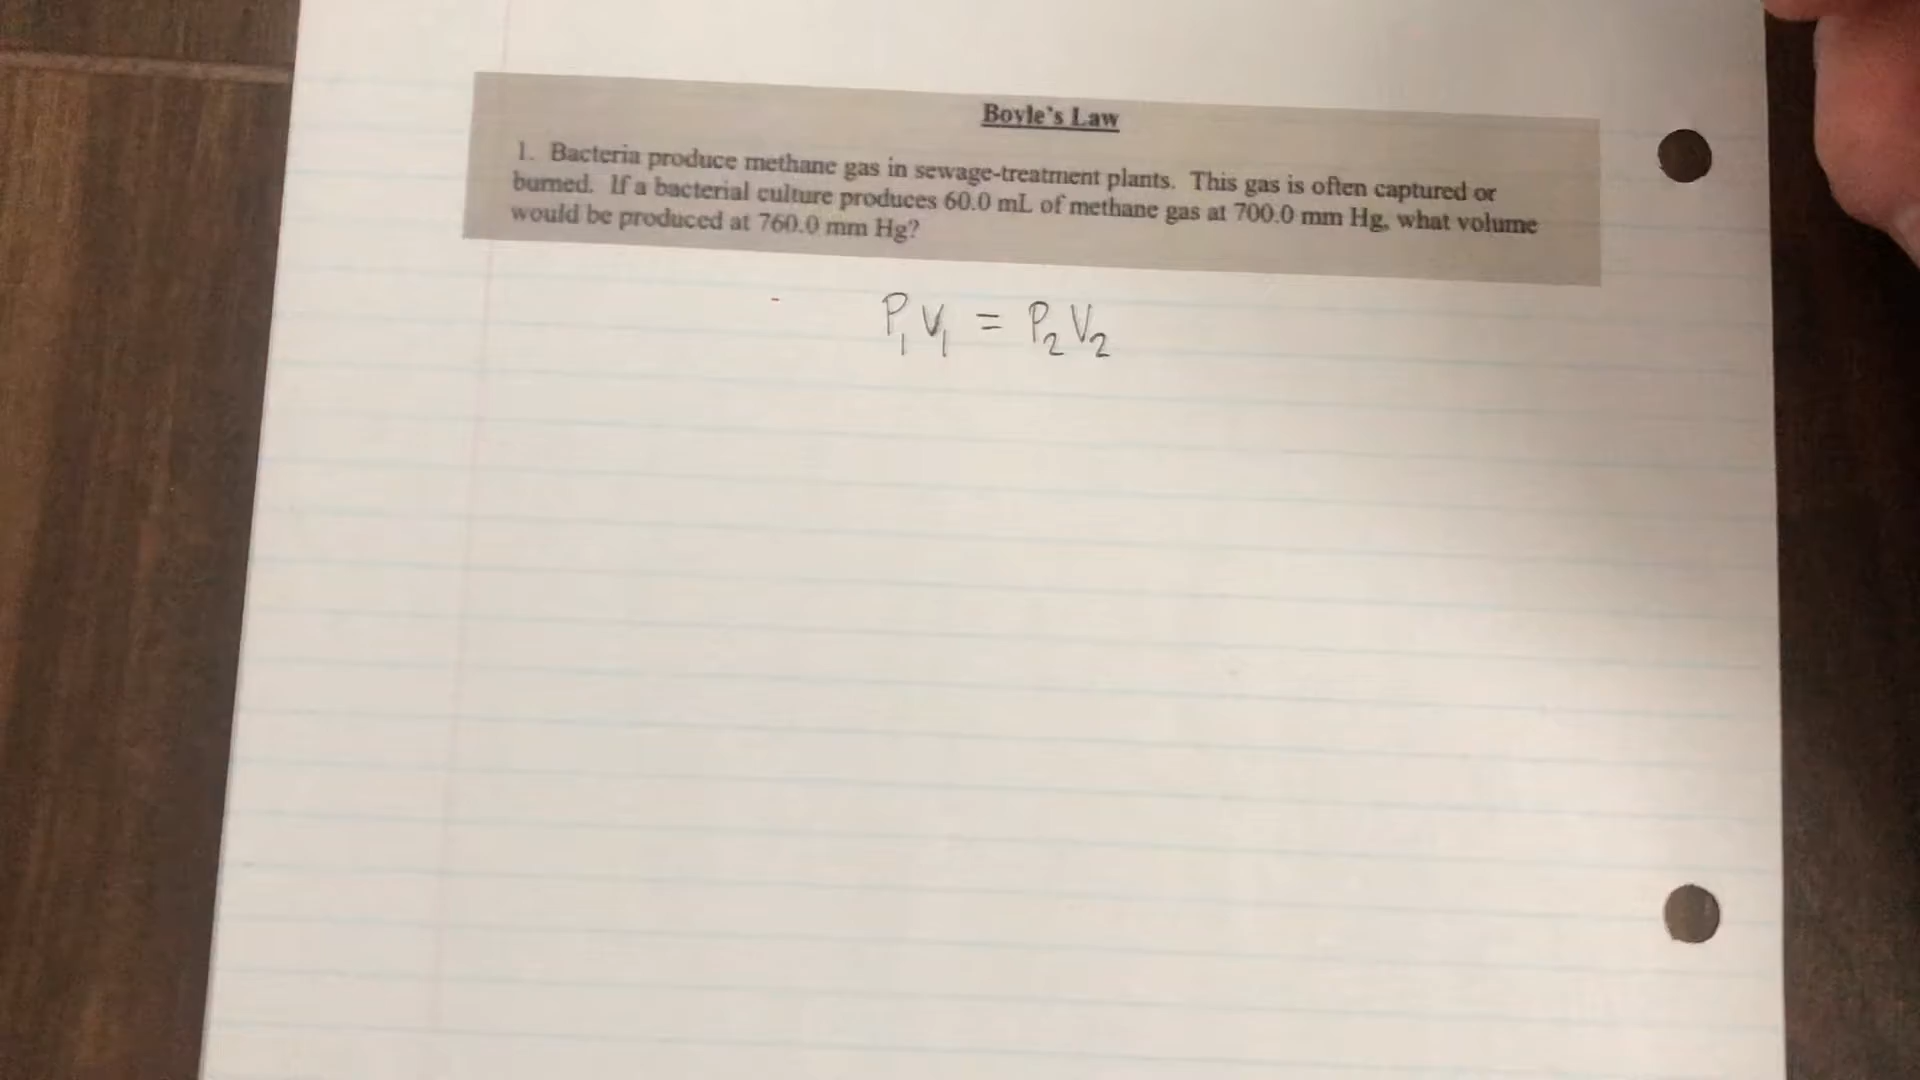 Boyle's Law
1. Bacteria produce methane gas in sewage-treatment plants. This gas is often captured or
burned. If a bacterial culture produces 60.0 mL of methane gas at 700.0 mm Hg, what volume
would be produced at 760.0 mm Hg?
P₁V₁ = P₂V₂